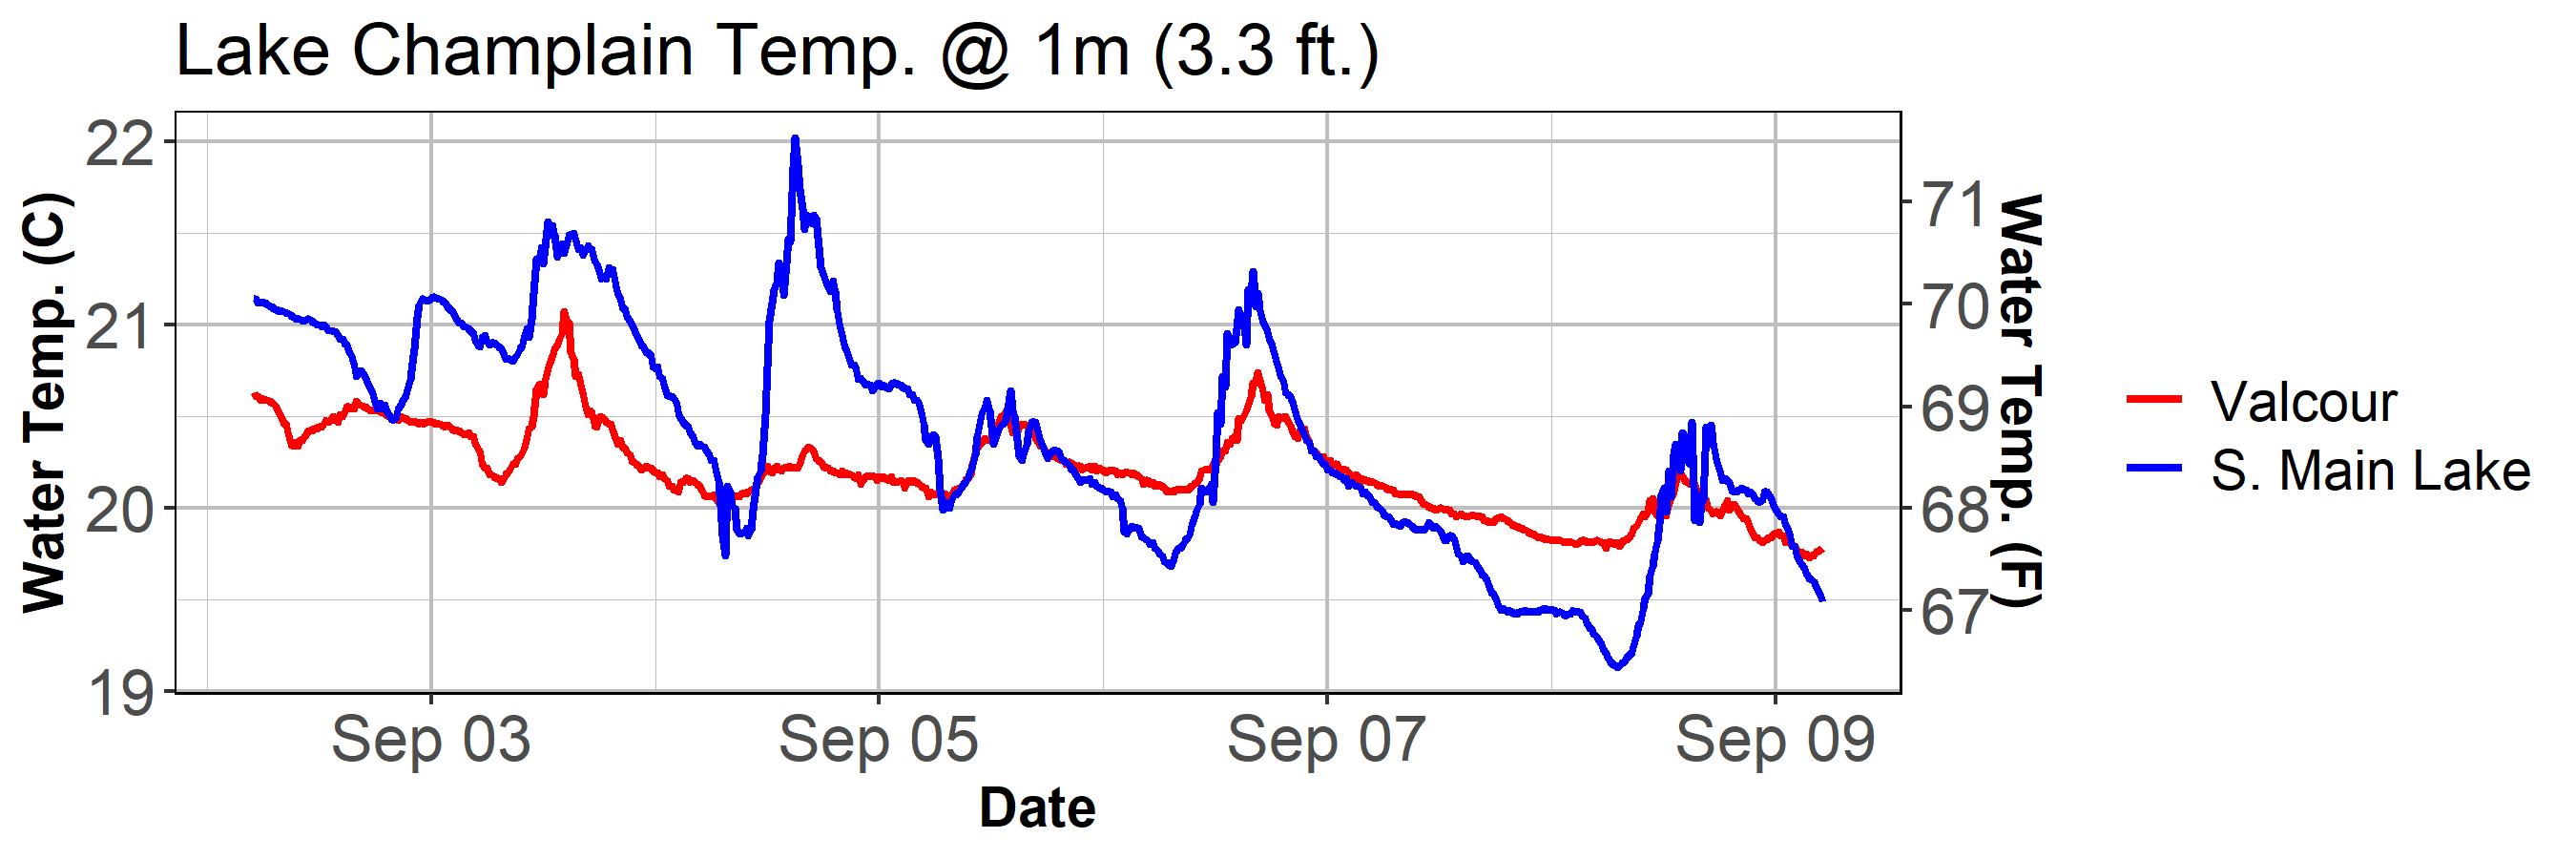 Lake Champlain Temp. @ 1m (3.3 ft.)
Water Temp. (C)
22
21
20
19
71
70
69
68
67
Water Temp. (F)
Sep 03
Sep 05
Sep 07
Sep 09
Date
Valcour
S. Main Lake